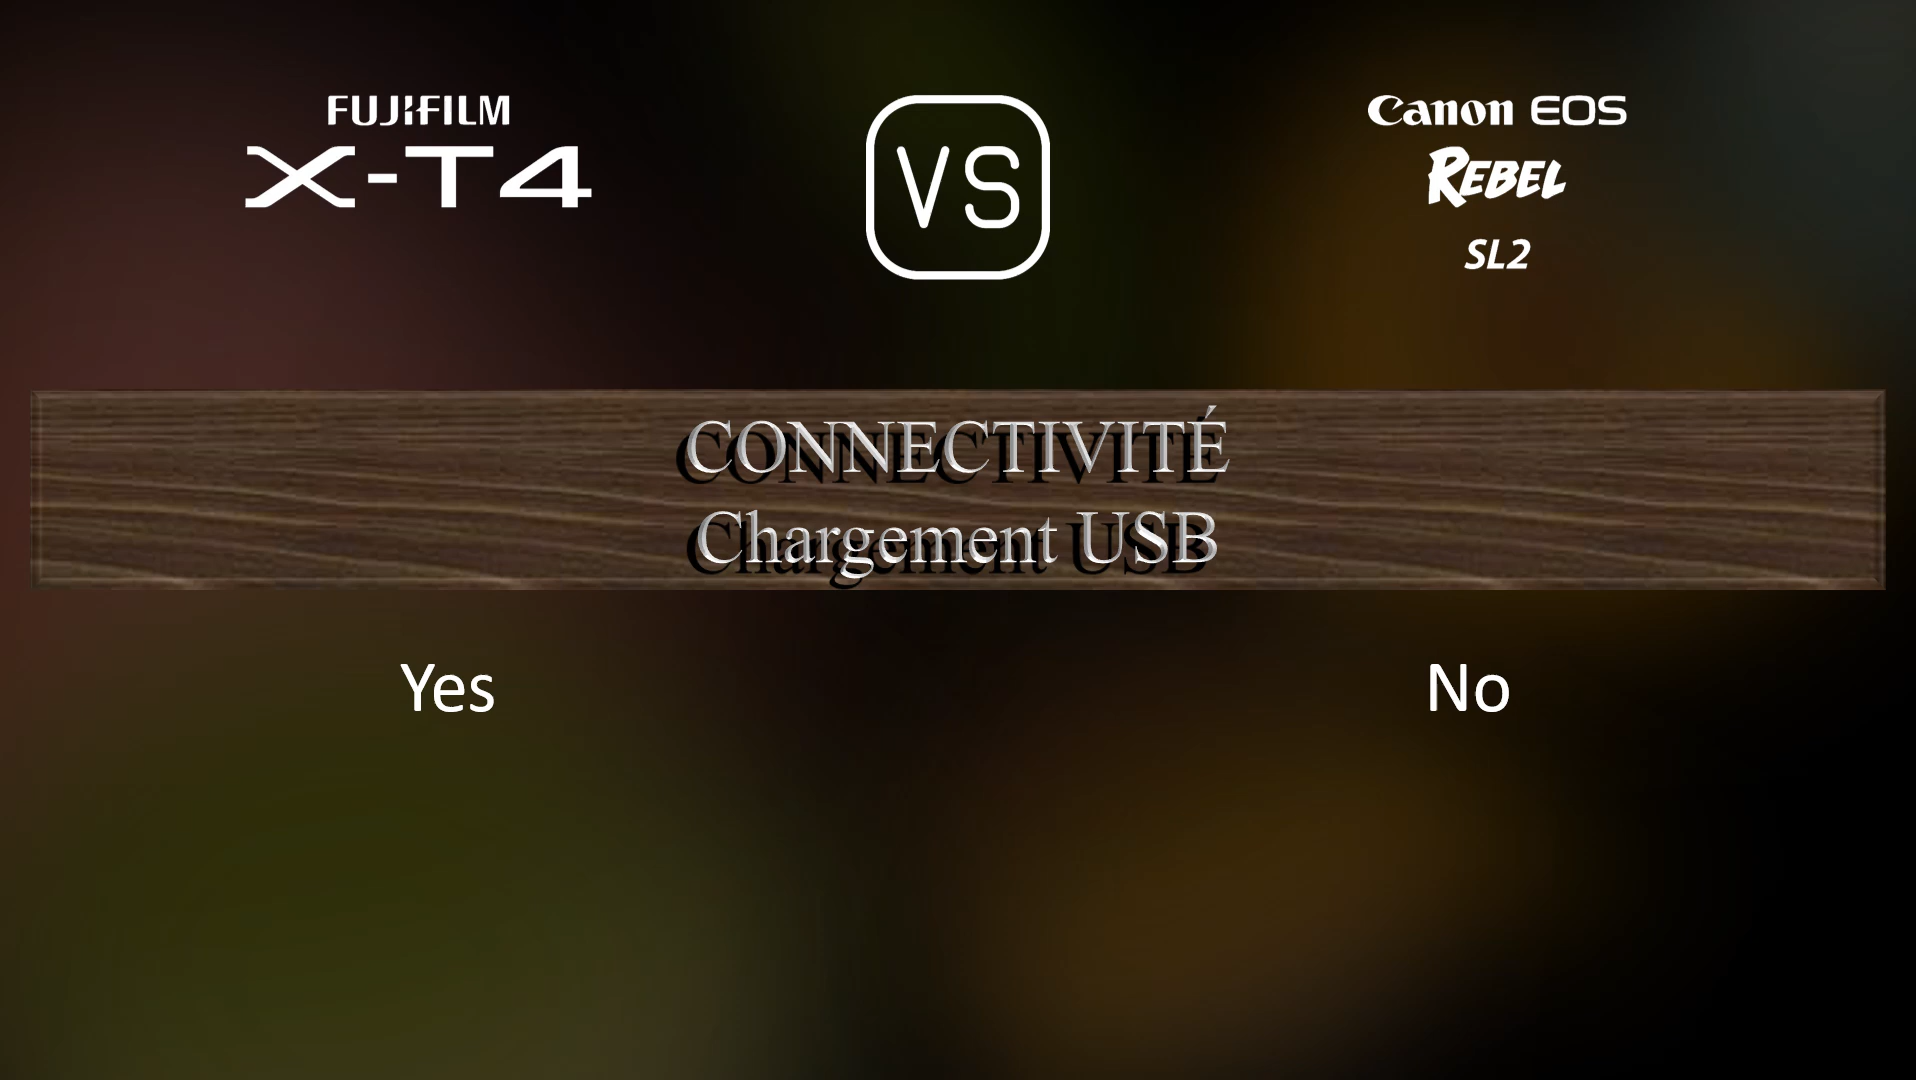 FUJIFILM
X-T4
VS
Canon EOS
REBEL
SL2
CONNECTIVITÉ
Chargement USB
Yes
No